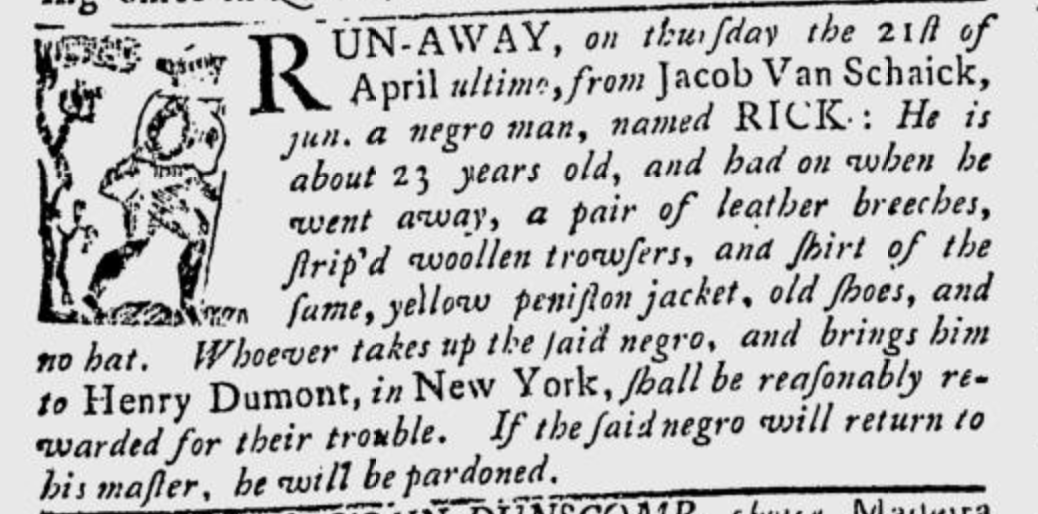 RUN-AWAY, on thurſday the 21ſt of
April ultimo, from Jacob Van Schaick,
jun. a negro man, named RICK: He is
about 23 years old, and had on when he
went away, a pair of leather breeches,
ſtrip'd woollen trowſers, and ſhirt of the
ſame, yellow peniſton jacket, old ſhoes, and
no hat. Whoever takes up the ſaid negro, and brings him
to Henry Dumont, in New York, ſhall be reaſonably re-
warded for their trouble. If the ſaid negro will return to
his maſter, he will be pardoned.
DUNSCOMB